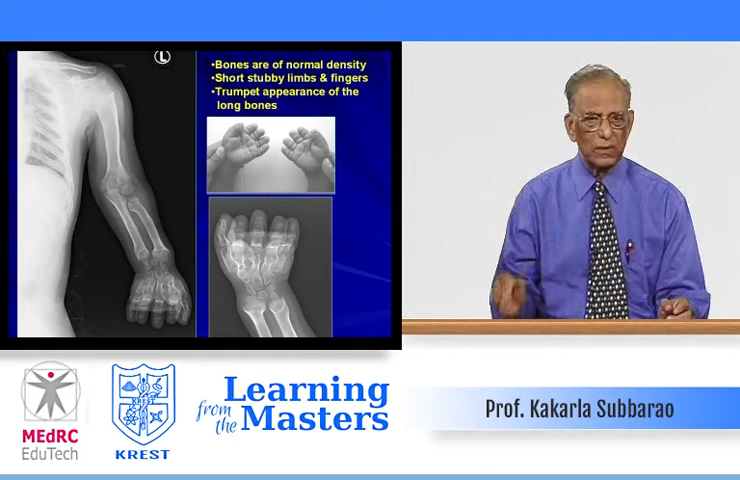 L
•Bones are of normal density
•Short stubby limbs & fingers
•Trumpet appearance of the
long bones
MEdRC
EduTech
KREST
KREST
Learning
from the
Masters
Prof. Kakarla Subbarao